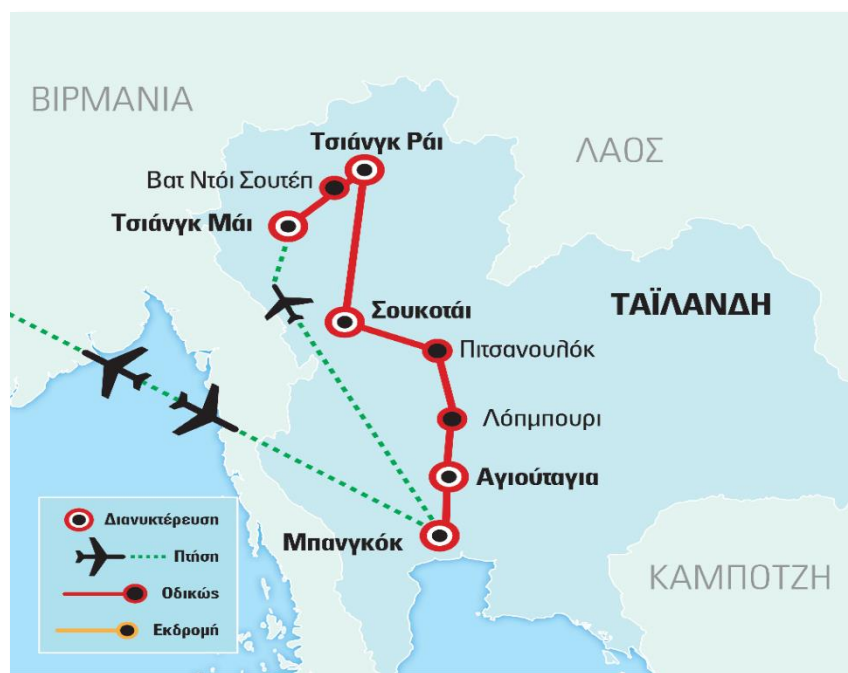 ΒΙΡΜΑΝΙΑ
Τσιάνγκ Ράι
ΛΑΟΣ
Βατ Ντόι Σουτέπ
Τσιάνγκ Μάι
Σουκοτάι
ΤΑΪΛΑΝΔΗ
Πιτσανουλόκ
Λόπμπουρι
Αγιούταγια
Μπανγκόκ
ΚΑΜΠΟΤΖΗ
Διανυκτέρευση
Πτήση
Οδικώς
Εκδρομή